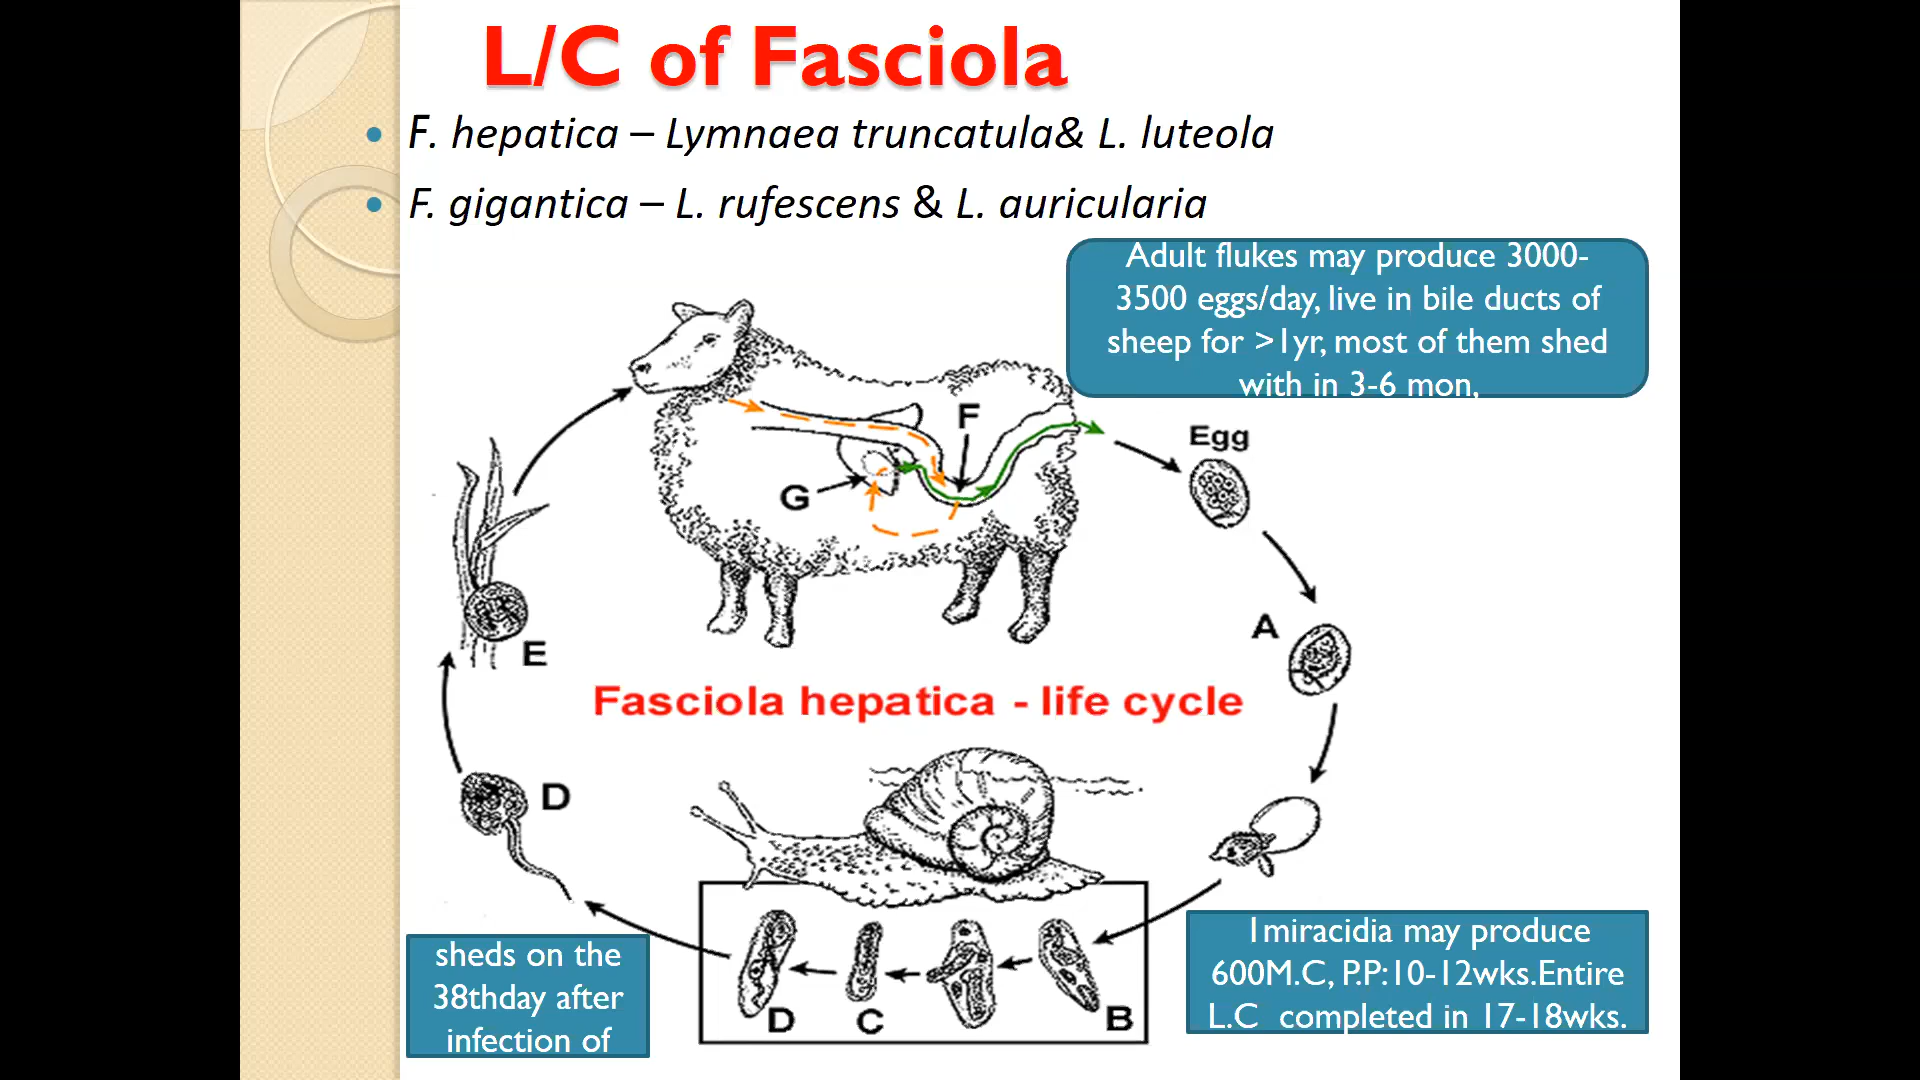 L/C of Fasciola
F. hepatica – Lymnaea truncatula& L. luteola
F. gigantica – L. rufescens & L. auricularia
Adult flukes may produce 3000-
3500 eggs/day, live in bile ducts of
sheep for >1yr, most of them shed
with in 3-6 mon,
F
Egg
G
A
E
Fasciola hepatica - life cycle
D
D
C
B
sheds on the
38thday after
infection of
1miracidia may produce
600M.C, P.P:10-12wks.Entire
L.C completed in 17-18wks.